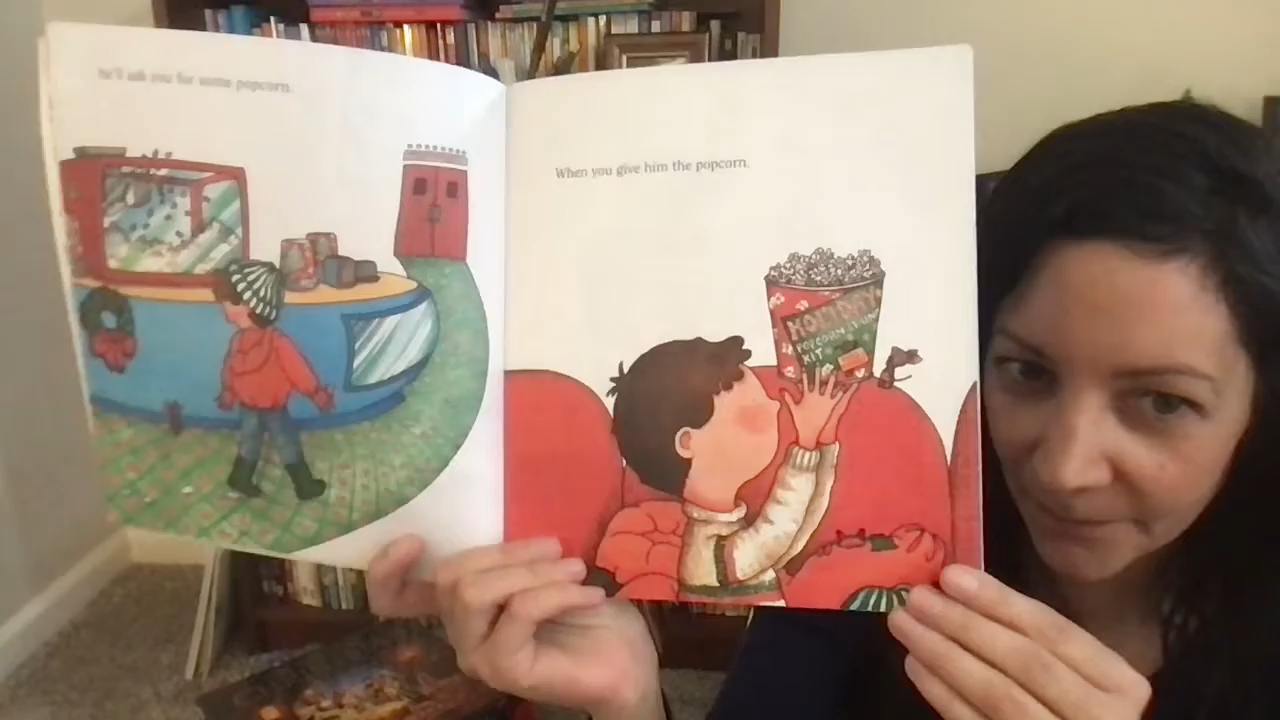 he'll ask you for some popcorn.
When you give him the popcorn,
HOLIDAY
POPCORN
KIT